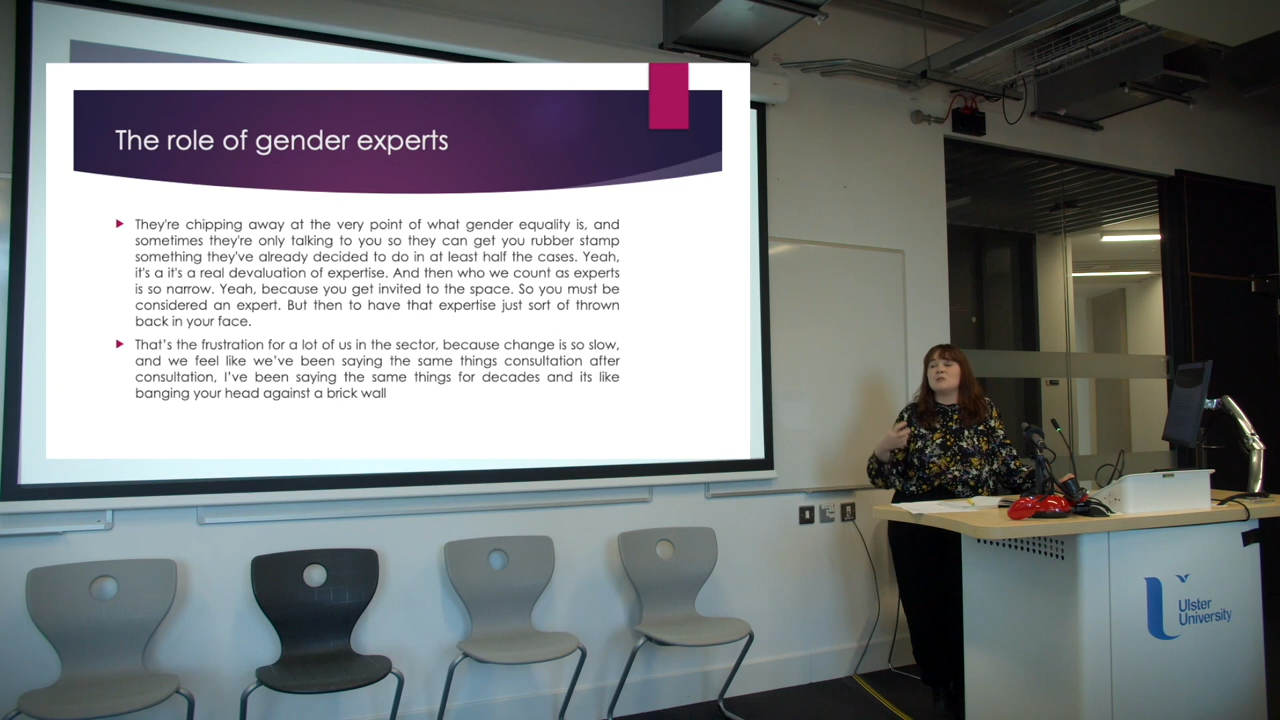 The role of gender experts
They're chipping away at the very point of what gender equality is, and
sometimes they're only talking to you so they can get you rubber stamp
something they've already decided to do in at least half the cases. Yeah,
it's a it's a real devaluation of expertise. And then who we count as experts
is so narrow. Yeah, because you get invited to the space. So you must be
considered an expert. But then to have that expertise just sort of thrown
back in your face.
That's the frustration for a lot of us in the sector, because change is so slow,
and we feel like we've been saying the same things consultation after
consultation, I've been saying the same things for decades and its like
banging your head against a brick wall
Ulster
University